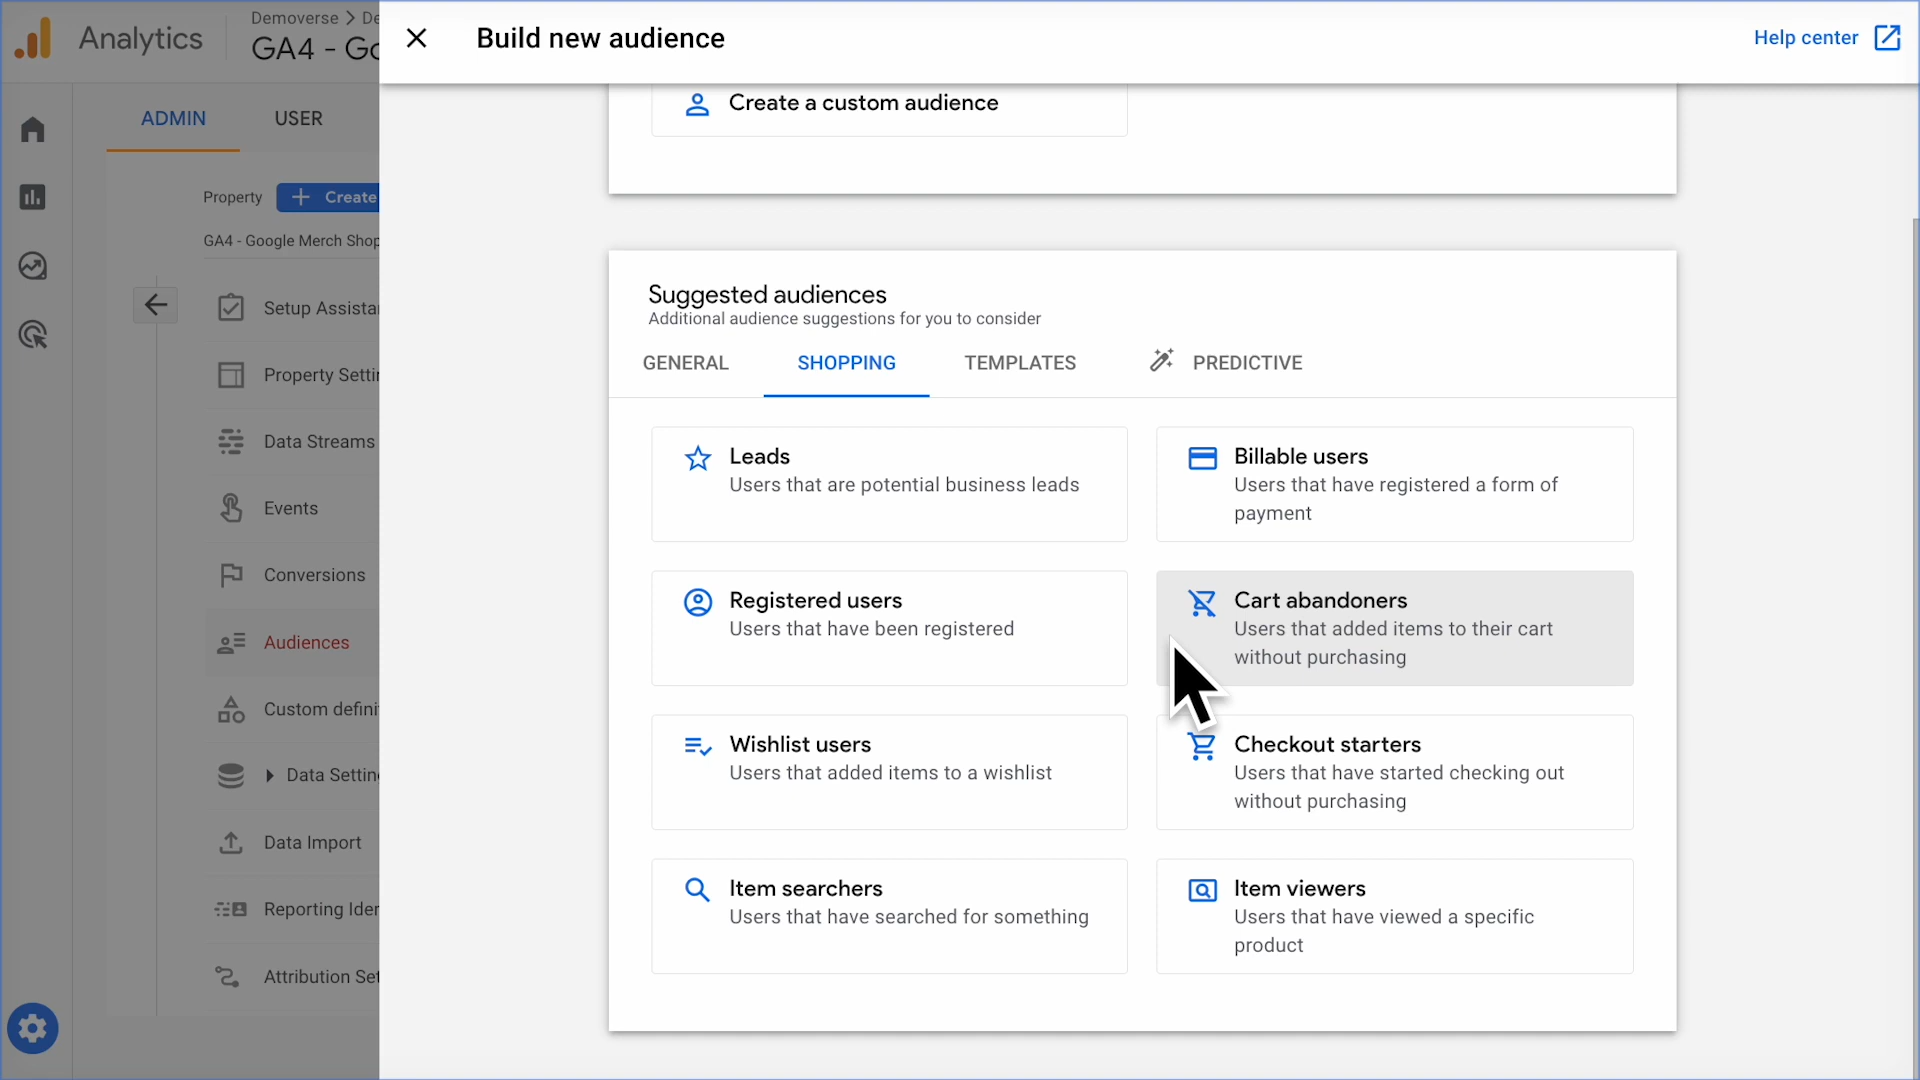 Analytics
Demoverse > De
GA4 - Go
Build new audience
Help center
ADMIN
USER
Property
Create
GA4 - Google Merch Shop
Setup Assista
Property Setti
Data Streams
Events
Conversions
Audiences
Custom defini
Data Settin
Data Import
Reporting Iden
Attribution Set
Create a custom audience
Suggested audiences
Additional audience suggestions for you to consider
GENERAL
SHOPPING
TEMPLATES
PREDICTIVE
Leads
Users that are potential business leads
Billable users
Users that have registered a form of
payment
Registered users
Users that have been registered
Cart abandoners
Users that added items to their cart
without purchasing
Wishlist users
Users that added items to a wishlist
Checkout starters
Users that have started checking out
without purchasing
Item searchers
Users that have searched for something
Item viewers
Users that have viewed a specific
product